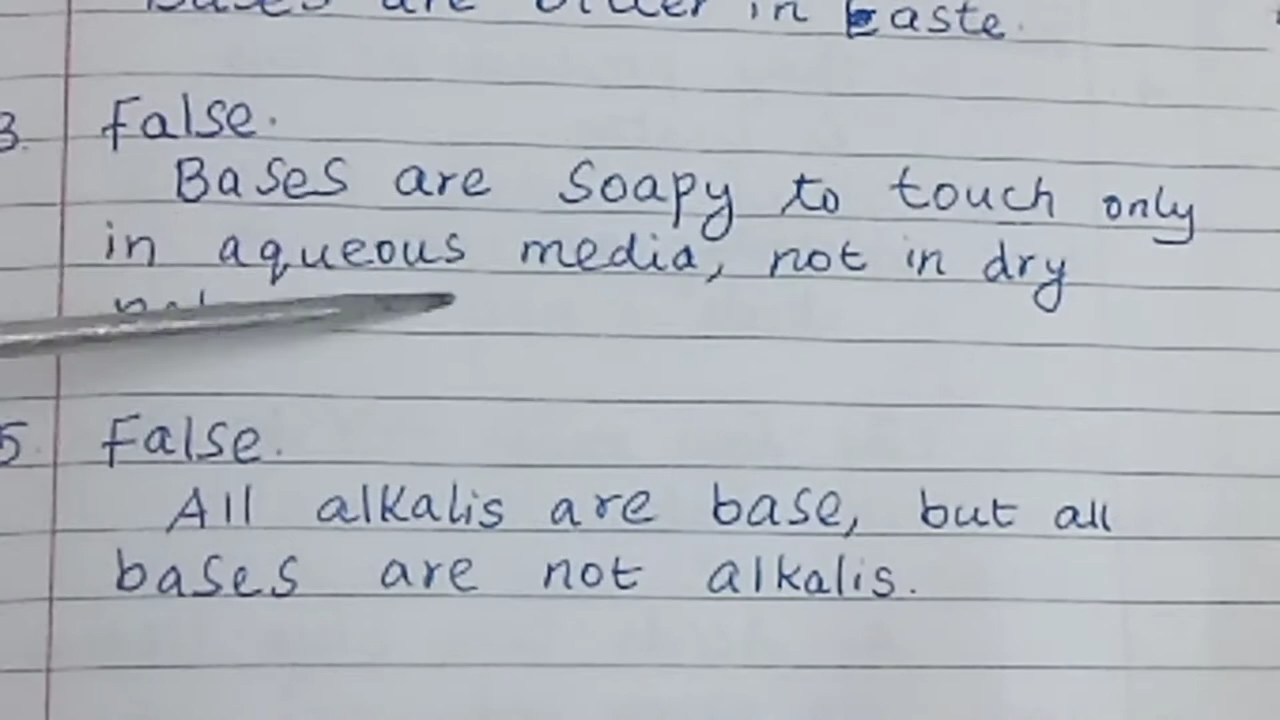 Bases are bitter in taste.
3. False.
Bases are soapy to touch only
in aqueous media, not in dry
5. False.
All alkalis are base, but all
bases are not alkalis.